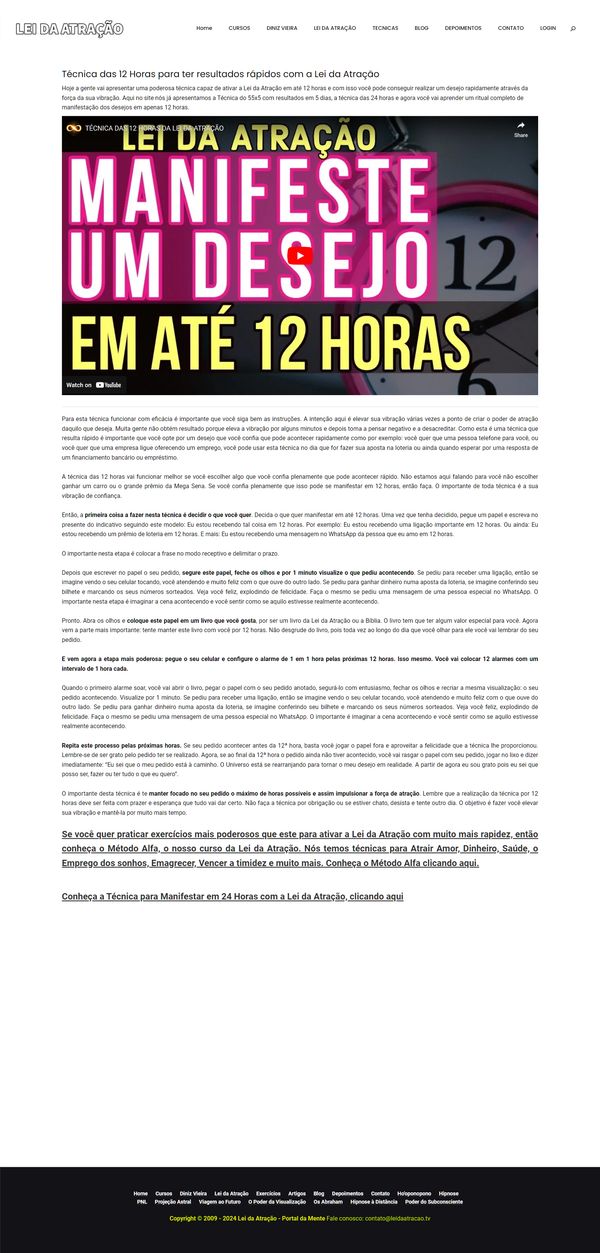 LEI DA ATRAÇÃO
Home CURSOS DINIZ VIEIRA LEI DA ATRAÇÃO TECNICAS BLOG DEPOIMENTOS CONTATO LOGIN
Técnica das 12 Horas para ter resultados rápidos com a Lei da Atração
Hoje a gente vai apresentar uma poderosa técnica capaz de ativar a Lei da Atração em até 12 horas e com isso você pode conseguir realizar um desejo rapidamente através da
força da sua vibração. Aqui no site nós já apresentamos a Técnica do 55x5 com resultados em 5 dias, a técnica das 24 horas e agora você vai aprender um ritual completo de
manifestação dos desejos em apenas 12 horas.
TÉCNICA DAS 12 HORAS DA LEI DA ATRAÇÃO
Share
LEI DA ATRAÇÃO
MANIFESTE
UM DESEJO
12
EM ATÉ 12 HORAS
Watch on YouTube
Para esta técnica funcionar com eficácia é importante que você siga bem as instruções. A intenção aqui é elevar sua vibração várias vezes a ponto de criar o poder de atração
daquilo que deseja. Muita gente não obtém resultado porque eleva a vibração por alguns minutos e depois torna a pensar negativo e a desacreditar. Como esta é uma técnica que
resulta rápido é importante que você opte por um desejo que você confia que pode acontecer rapidamente como por exemplo: você quer que uma pessoa telefone para você, ou
você quer que uma empresa ligue oferecendo um emprego, você pode usar esta técnica no dia que for fazer sua aposta na loteria ou ainda quando esperar por uma resposta de
um financiamento bancário ou empréstimo.
A técnica das 12 horas vai funcionar melhor se você escolher algo que você confia plenamente que pode acontecer rápido. Não estamos aqui falando para você não escolher
ganhar um carro ou o grande prêmio da Mega Sena. Se você confia plenamente que isso pode se manifestar em 12 horas, então faça. O importante de toda técnica é a sua
vibração de confiança.
Então, a primeira coisa a fazer nesta técnica é decidir o que você quer. Decida o que quer manifestar em até 12 horas. Uma vez que tenha decidido, pegue um papel e escreva no
presente do indicativo seguindo este modelo: Eu estou recebendo tal coisa em 12 horas. Por exemplo: Eu estou recebendo uma ligação importante em 12 horas. Ou ainda: Eu
estou recebendo um prêmio de loteria em 12 horas. E mais: Eu estou recebendo uma mensagem no WhatsApp da pessoa que eu amo em 12 horas.
O importante nesta etapa é colocar a frase no modo receptivo e delimitar o prazo.
Depois que escrever no papel o seu pedido, segure este papel, feche os olhos e por 1 minuto visualize o que pediu acontecendo. Se pediu para receber uma ligação, então se
imagine vendo o seu celular tocando, você atendendo e muito feliz com o que ouve do outro lado. Se pediu para ganhar dinheiro numa aposta da loteria, se imagine conferindo seu
bilhete e marcando os seus números sorteados. Veja você feliz, explodindo de felicidade. Faça o mesmo se pediu uma mensagem de uma pessoa especial no WhatsApp. O
importante nesta etapa é imaginar a cena acontecendo e você sentir como se aquilo estivesse realmente acontecendo.
Pronto. Abra os olhos e coloque este papel em um livro que você gosta, por ser um livro da Lei da Atração ou a Bíblia. O livro tem que ter algum valor especial para você. Agora
vem a parte mais importante: tente manter este livro com você por 12 horas. Não desgrude do livro, pois toda vez ao longo do dia que você olhar para ele você vai lembrar do seu
pedido.
E vem agora a etapa mais poderosa: pegue o seu celular e configure o alarme de 1 em 1 hora pelas próximas 12 horas. Isso mesmo. Você vai colocar 12 alarmes com um
intervalo de 1 hora cada.
Quando o primeiro alarme soar, você vai abrir o livro, pegar o papel com o seu pedido anotado, segurá-lo com entusiasmo, fechar os olhos e recriar a mesma visualização: o seu
pedido acontecendo. Visualize por 1 minuto. Se pediu para receber uma ligação, então se imagine vendo o seu celular tocando, você atendendo e muito feliz com o que ouve do
outro lado. Se pediu para ganhar dinheiro numa aposta da loteria, se imagine conferindo seu bilhete e marcando os seus números sorteados. Veja você feliz, explodindo de
felicidade. Faça o mesmo se pediu uma mensagem de uma pessoa especial no WhatsApp. O importante é imaginar a cena acontecendo e você sentir como se aquilo estivesse
realmente acontecendo.
Repita este processo pelas próximas horas. Se seu pedido acontecer antes da 12ª hora, basta você jogar o papel fora e aproveitar a felicidade que a técnica lhe proporcionou.
Lembre-se de ser grato pelo pedido ter se realizado. Agora, se ao final da 12ª hora o pedido ainda não tiver acontecido, você vai rasgar o papel com seu pedido, jogar no lixo e dizer
imediatamente: “Eu sei que o meu pedido está à caminho. O Universo está se rearranjando para tornar o meu desejo em realidade. A partir de agora eu sou grato pois eu sei que
posso ser, fazer ou ter tudo o que eu quero”.
O importante desta técnica é te manter focado no seu pedido o máximo de horas possíveis e assim impulsionar a força de atração. Lembre que a realização da técnica por 12
horas deve ser feita com prazer e esperança que tudo vai dar certo. Não faça a técnica por obrigação ou se estiver chato, desista e tente outro dia. O objetivo é fazer você elevar
sua vibração e mantê-la por muito mais tempo.
Se você quer praticar exercícios mais poderosos que este para ativar a Lei da Atração com muito mais rapidez, então
conheça o Método Alfa, o nosso curso da Lei da Atração. Nós temos técnicas para Atrair Amor, Dinheiro, Saúde, o
Emprego dos sonhos, Emagrecer, Vencer a timidez e muito mais. Conheça o Método Alfa clicando aqui.
Conheça a Técnica para Manifestar em 24 Horas com a Lei da Atração, clicando aqui
Home Cursos Diniz Vieira Lei da Atração Exercícios Artigos Blog Depoimentos Contato Ho'oponopono Hipnose
PNL Projeção Astral Viagem ao Futuro O Poder da Visualização Os Abraham Hipnose à Distância Poder do Subconsciente
Copyright © 2009 - 2024 Lei da Atração - Portal da Mente Fale conosco: contato@leidaatracao.tv